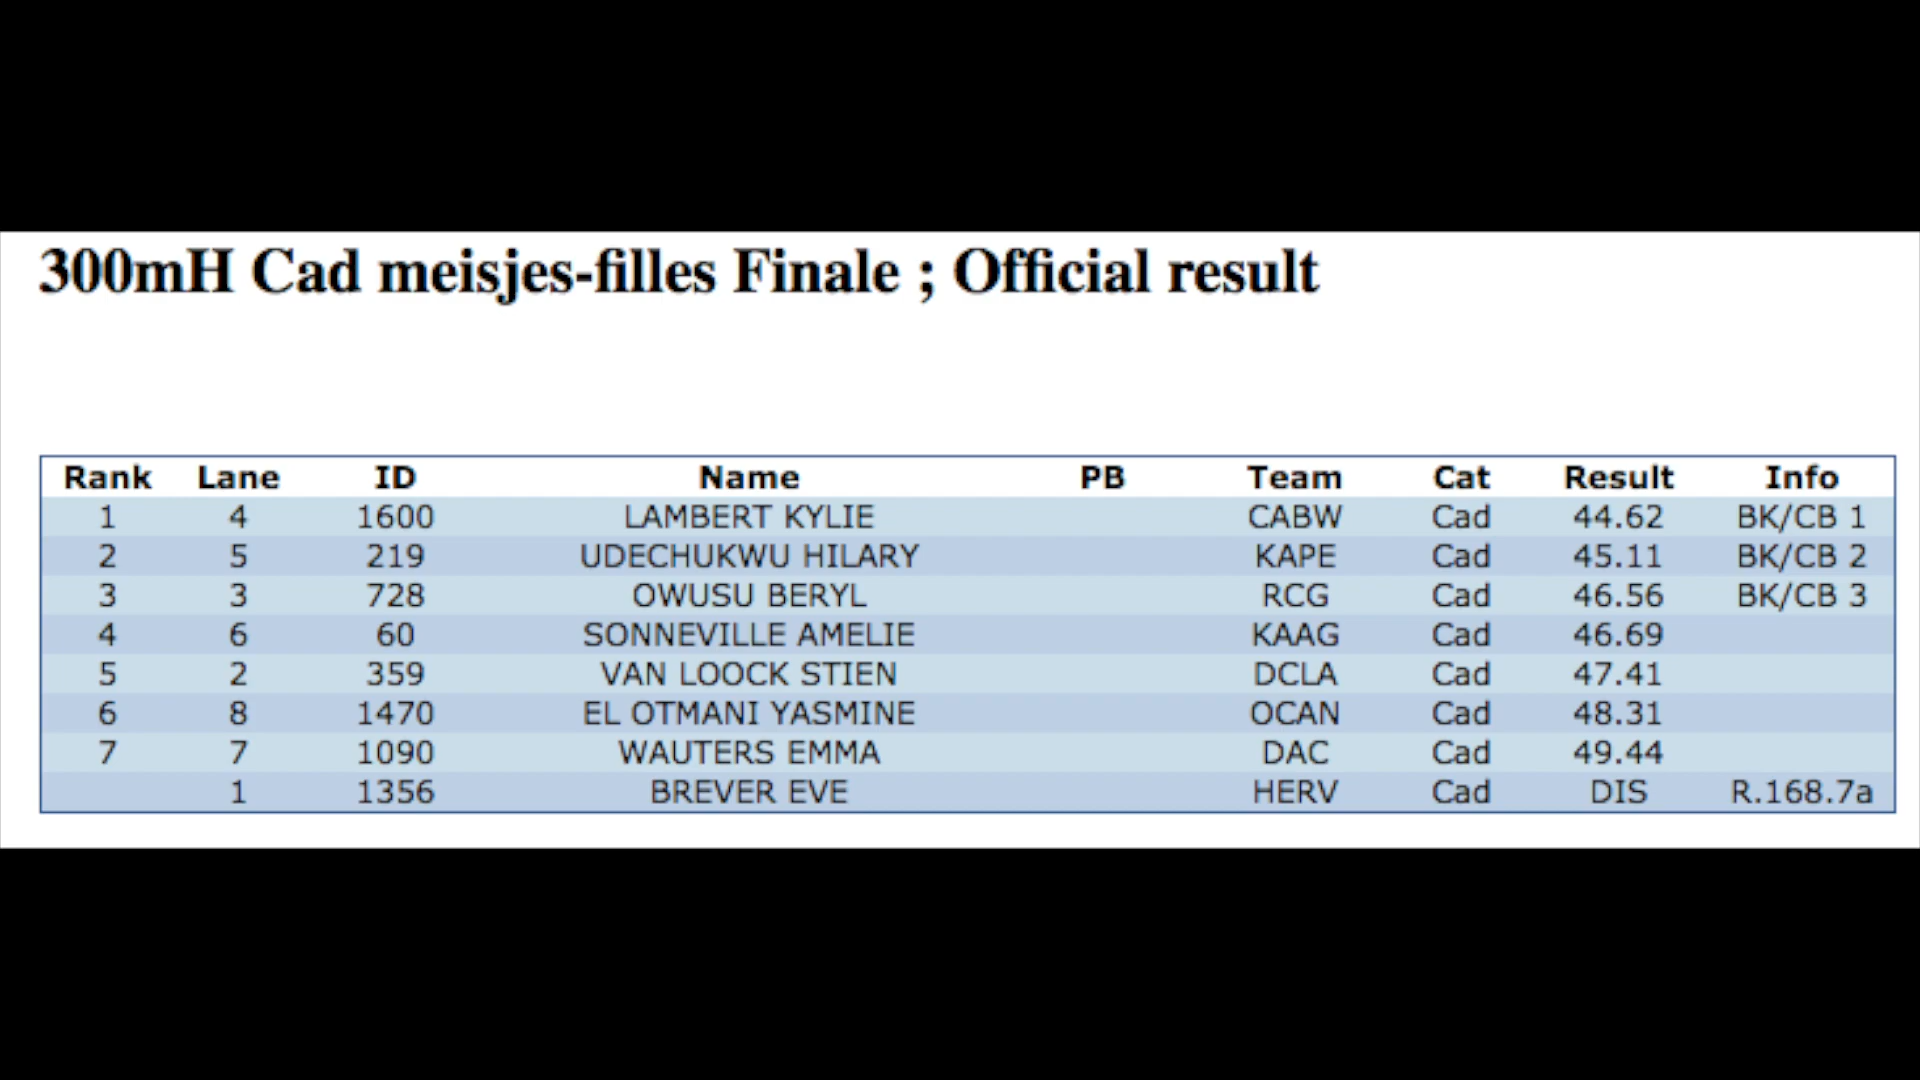 300mH Cad meisjes-filles Finale ; Official result
Rank Lane ID Name PB Team Cat Result Info
1 4 1600 LAMBERT KYLIE CABW Cad 44.62 BK/CB 1
2 5 219 UDECHUKWU HILARY KAPE Cad 45.11 BK/CB 2
3 3 728 OWUSU BERYL RCG Cad 46.56 BK/CB 3
4 6 60 SONNEVILLE AMELIE KAAG Cad 46.69
5 2 359 VAN LOOCK STIEN DCLA Cad 47.41
6 8 1470 EL OTMANI YASMINE OCAN Cad 48.31
7 7 1090 WAUTERS EMMA DAC Cad 49.44
1 1356 BREVER EVE HERV Cad DIS R.168.7a